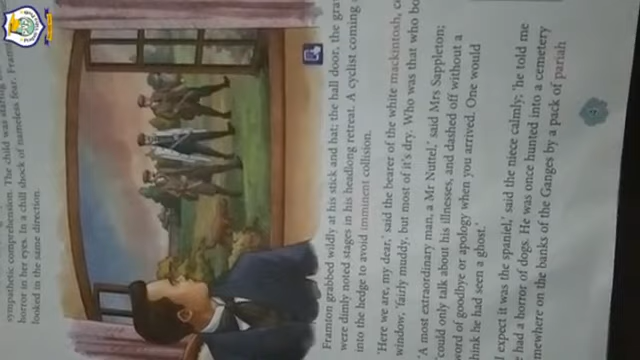 sympathetic comprehension. The child was staring
horror in her eyes. In a chill shock of nameless fear, Fram
looked in the same direction.
Framton grabbed wildly at his stick and hat; the hall door, the gra
were dimly noted stages in his headlong retreat. A cyclist coming
into the hedge to avoid imminent collision.
'Here we are, my dear,' said the bearer of the white mackintosh, c
window, 'fairly muddy, but most of it's dry. Who was that who bo
'A most extraordinary man, a Mr Nuttel,' said Mrs Sappleton;
'could only talk about his illnesses, and dashed off without a
ord of goodbye or apology when you arrived. One would
hink he had seen a ghost.'
I expect it was the spaniel,' said the niece calmly; 'he told me
had a horror of dogs. He was once hunted into a cemetery
newhere on the banks of the Ganges by a pack of pariah